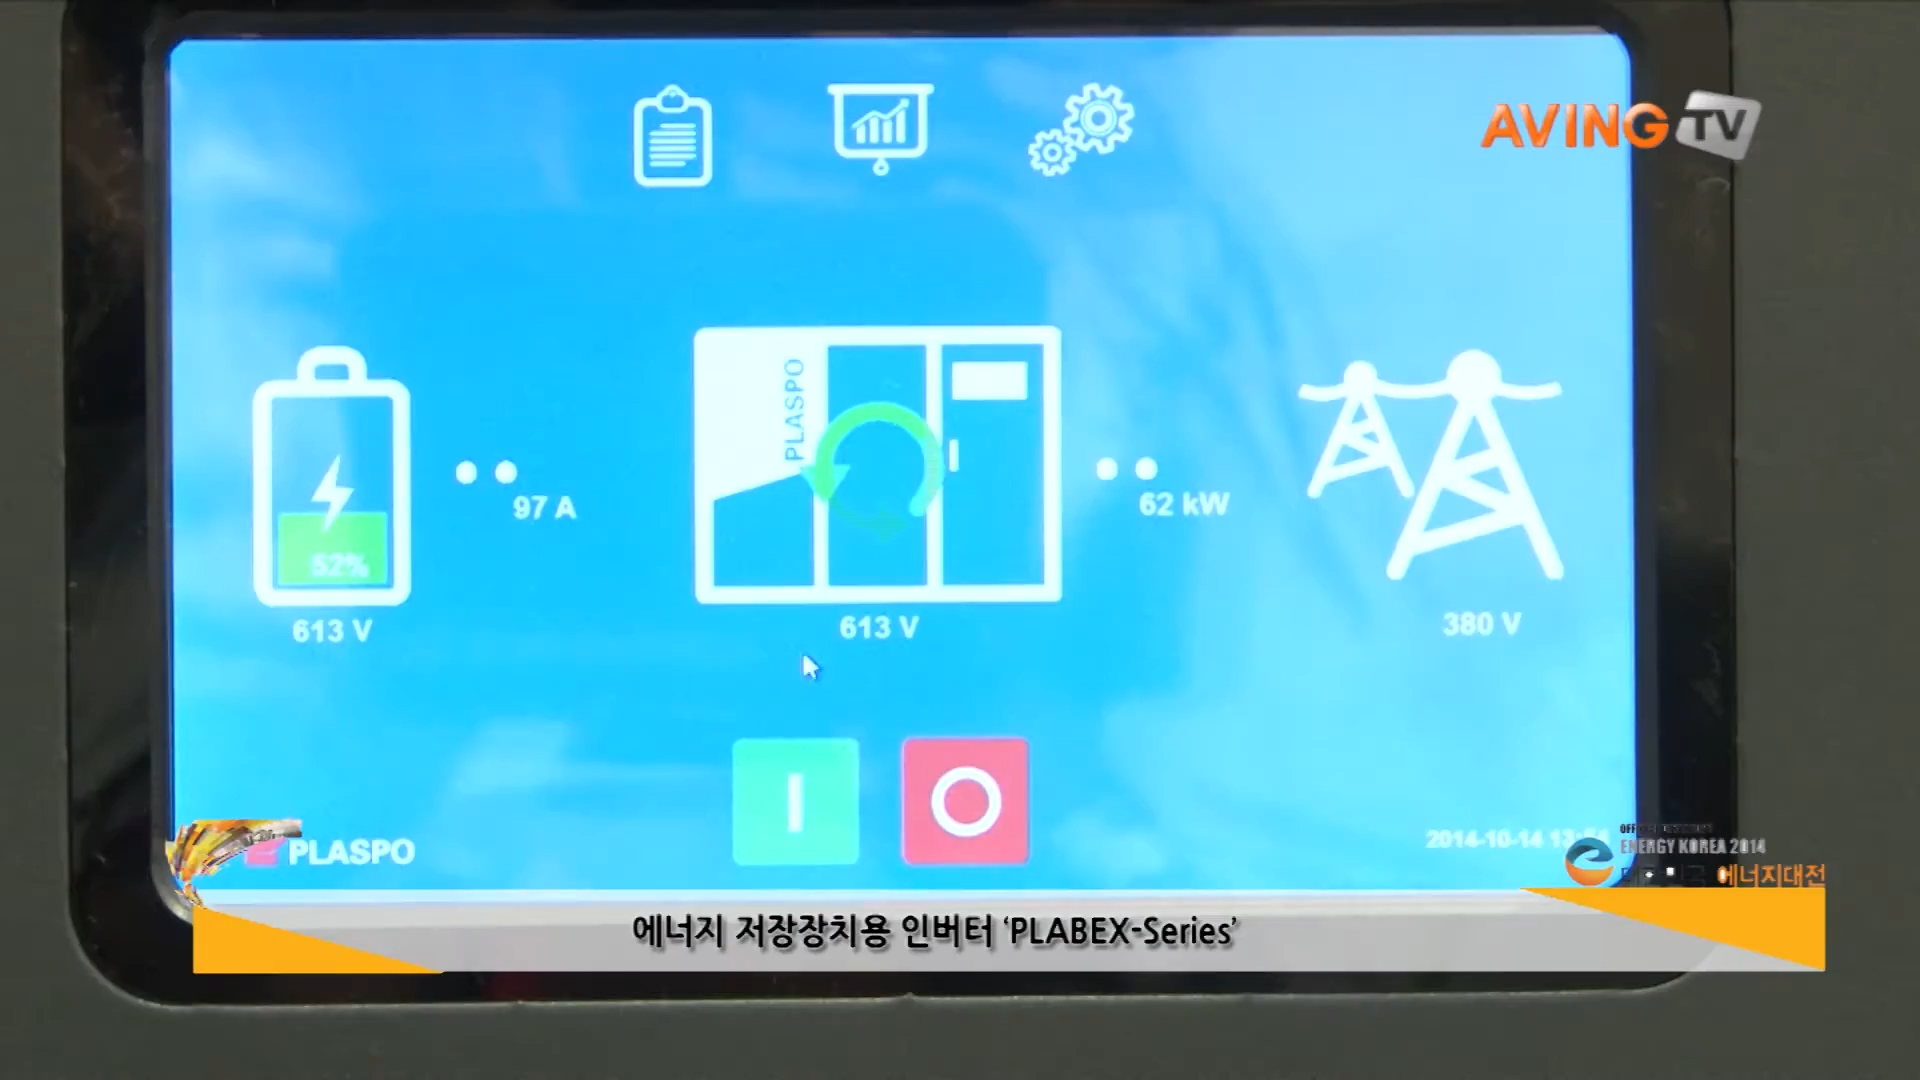 AVING TV
PLASPO
97 A
62 kW
52%
613 V
613 V
380 V
PLASPO
2014-10-14
ENERGY KOREA 2014
에너지대전
에너지 저장장치용 인버터 ‘PLABEX-Series’